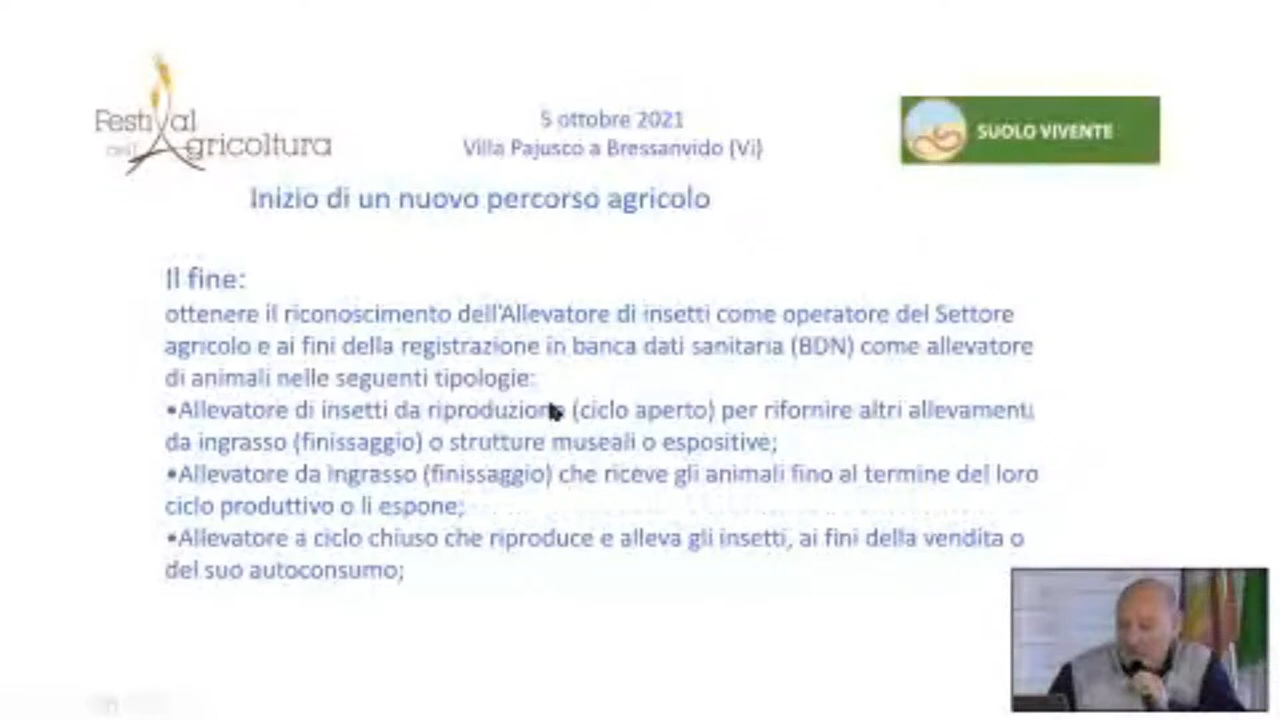 Festival
dell'Agricoltura
5 ottobre 2021
Villa Pajusco a Bressanvido (Vi)
SUOLO VIVENTE
Inizio di un nuovo percorso agricolo
Il fine:
ottenere il riconoscimento dell'Allevatore di insetti come operatore del Settore
agricolo e ai fini della registrazione in banca dati sanitaria (BDN) come allevatore
di animali nelle seguenti tipologie:
•Allevatore di insetti da riproduzione (ciclo aperto) per rifornire altri allevamenti
da ingrasso (finissaggio) o strutture museali o espositive;
•Allevatore da ingrasso (finissaggio) che riceve gli animali fino al termine del loro
ciclo produttivo o li espone;
•Allevatore a ciclo chiuso che riproduce e alleva gli insetti, ai fini della vendita o
del suo autoconsumo;